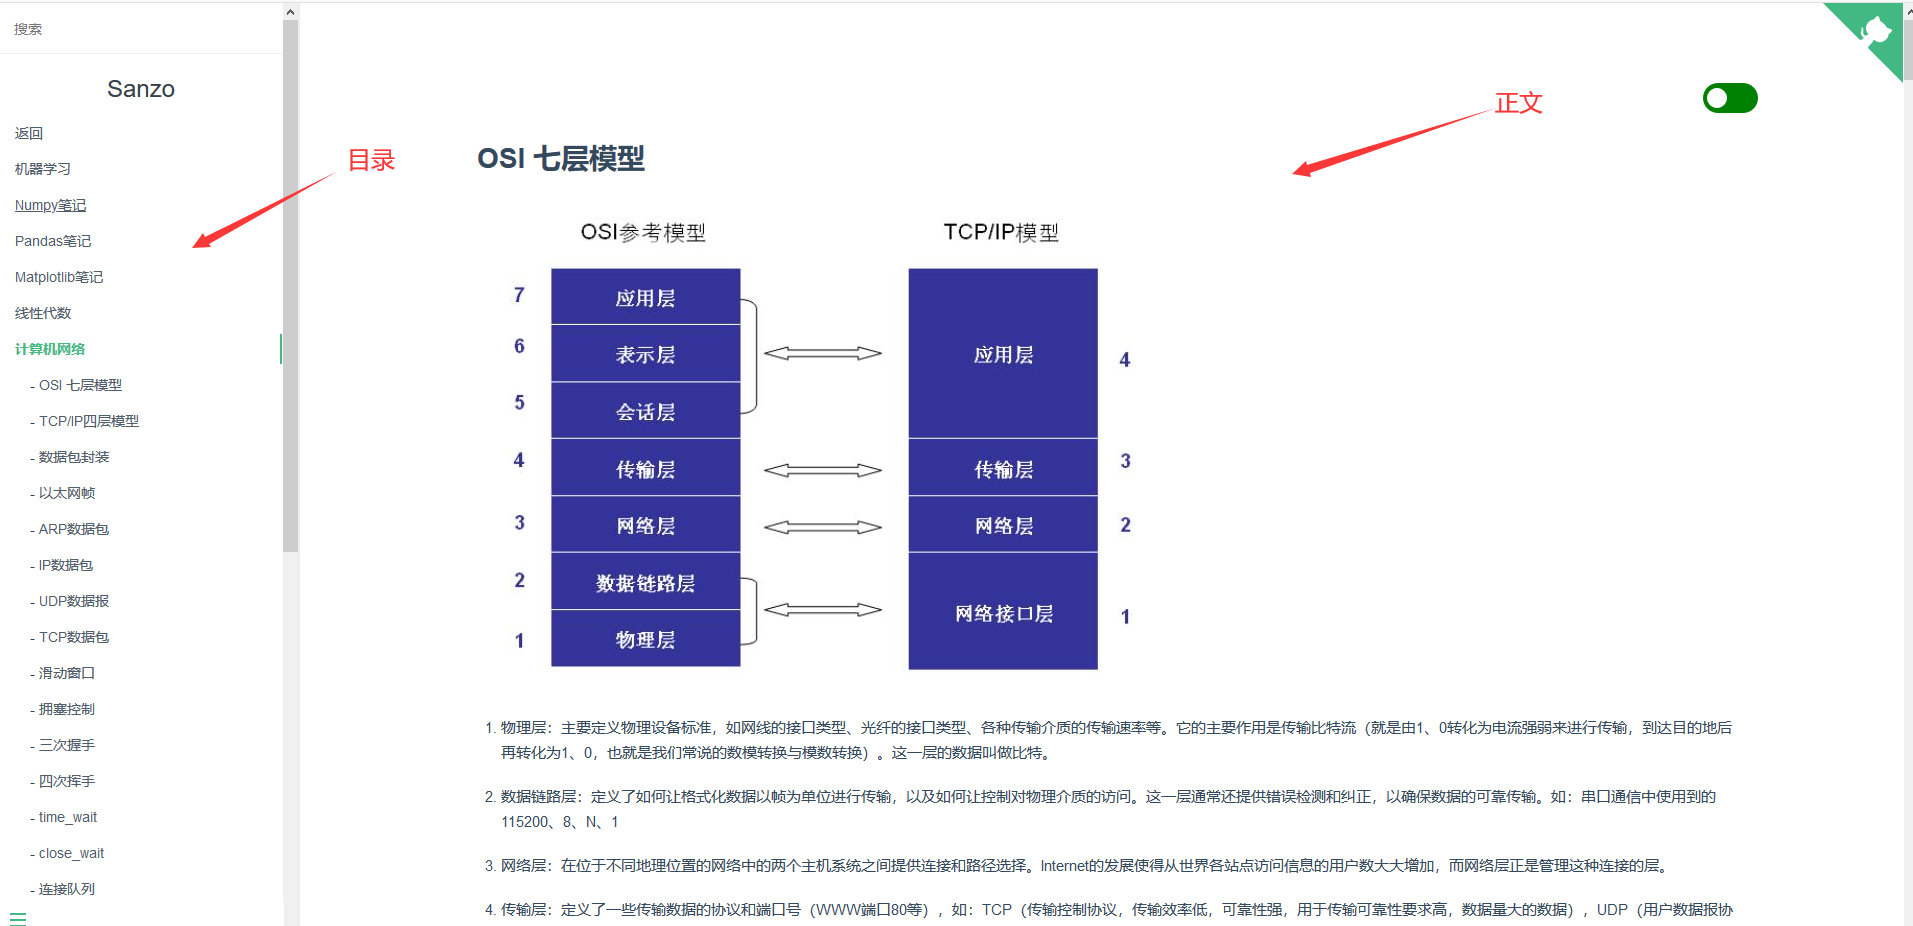 搜索
Sanzo
返回
机器学习
Numpy笔记
Pandas笔记
Matplotlib笔记
线性代数
计算机网络
- OSI 七层模型
- TCP/IP四层模型
- 数据包封装
- 以太网帧
- ARP数据包
- IP数据包
- UDP数据报
- TCP数据包
- 滑动窗口
- 拥塞控制
- 三次握手
- 四次挥手
- time_wait
- close_wait
- 连接队列
目录
正文
OSI 七层模型
OSI参考模型
TCP/IP模型
7 应用层
6 表示层
5 会话层
4 传输层
3 网络层
2 数据链路层
1 物理层
应用层 4
传输层 3
网络层 2
网络接口层 1
1. 物理层：主要定义物理设备标准，如网线的接口类型、光纤的接口类型、各种传输介质的传输速率等。它的主要作用是传输比特流（就是由1、0转化为电流强弱来进行传输，到达目的地后
再转化为1、0，也就是我们常说的数模转换与模数转换）。这一层的数据叫做比特。
2. 数据链路层：定义了如何让格式化数据以帧为单位进行传输，以及如何让控制对物理介质的访问。这一层通常还提供错误检测和纠正，以确保数据的可靠传输。如：串口通信中使用到的
115200、8、N、1
3. 网络层：在位于不同地理位置的网络中的两个主机系统之间提供连接和路径选择。Internet的发展使得从世界各站点访问信息的用户数大大增加，而网络层正是管理这种连接的层。
4. 传输层：定义了一些传输数据的协议和端口号（WWW端口80等），如：TCP（传输控制协议，传输效率低，可靠性强，用于传输可靠性要求高，数据量大的数据），UDP（用户数据报协